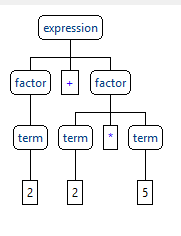 expression
factor + factor
term term * term
2 2 5